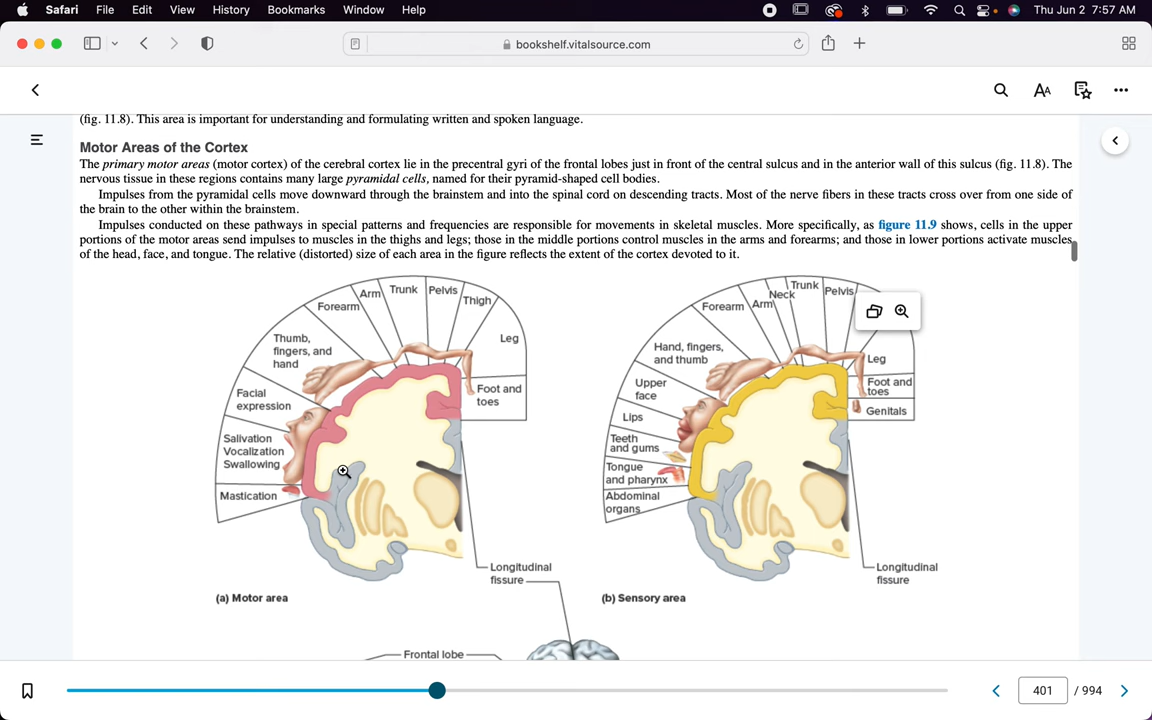 Safari File Edit View History Bookmarks Window Help Thu Jun 2 7:57 AM
bookshelf.vitalsource.com
AA
(fig. 11.8). This area is important for understanding and formulating written and spoken language.
Motor Areas of the Cortex
The primary motor areas (motor cortex) of the cerebral cortex lie in the precentral gyri of the frontal lobes just in front of the central sulcus and in the anterior wall of this sulcus (fig. 11.8). The
nervous tissue in these regions contains many large pyramidal cells, named for their pyramid-shaped cell bodies.
Impulses from the pyramidal cells move downward through the brainstem and into the spinal cord on descending tracts. Most of the nerve fibers in these tracts cross over from one side of
the brain to the other within the brainstem.
Impulses conducted on these pathways in special patterns and frequencies are responsible for movements in skeletal muscles. More specifically, as figure 11.9 shows, cells in the upper
portions of the motor areas send impulses to muscles in the thighs and legs; those in the middle portions control muscles in the arms and forearms; and those in lower portions activate muscles
of the head, face, and tongue. The relative (distorted) size of each area in the figure reflects the extent of the cortex devoted to it.
Mastication
Salivation
Vocalization
Swallowing
Facial
expression
Thumb,
fingers, and
hand
Forearm
Arm
Trunk
Pelvis
Thigh
Leg
Foot and
toes
Longitudinal
fissure
(a) Motor area
Abdominal
organs
Tongue
and pharynx
Teeth
and gums
Lips
Upper
face
Hand, fingers,
and thumb
Forearm
Arm
Neck
Trunk
Pelvis
Leg
Foot and
toes
Genitals
Longitudinal
fissure
(b) Sensory area
Frontal lobe
401 / 994